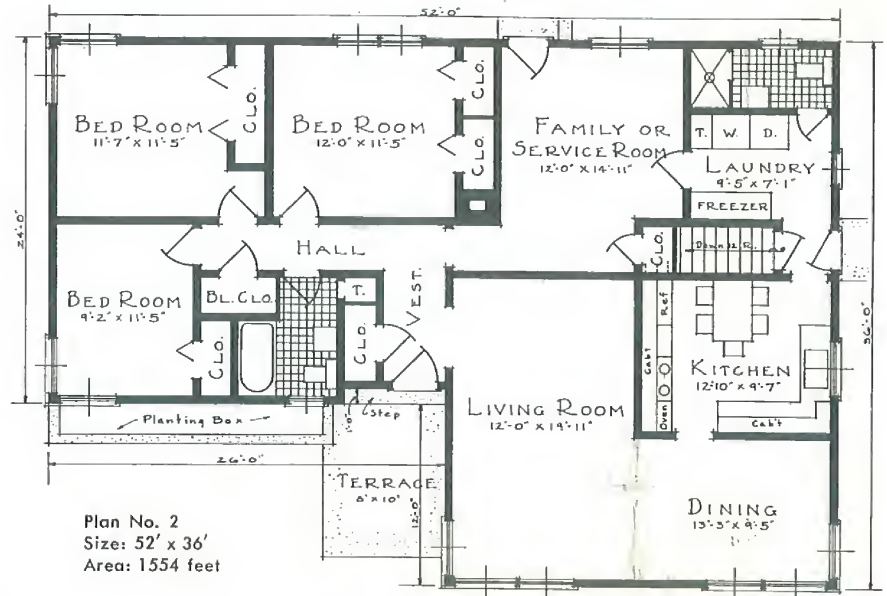 52'-0"
24'-0"
36'-0"
BED ROOM
11'-7" x 11'-5"
CLO.
BED ROOM
12'-0" x 11'-5"
CLO.
CLO.
FAMILY OR
SERVICE ROOM
12'-0" x 14'-11"
T. W. D.
LAUNDRY
9'-5" x 7'-1"
FREEZER
HALL
CLO.
Down 12 R.
BED ROOM
9'-2" x 11'-5"
BL. CLO.
CLO.
T.
CLO.
VEST.
Ref
Cab't
Oven
KITCHEN
12'-10" x 9'-7"
Cab't
LIVING ROOM
12'-0" x 19'-11"
Planting Box
Step
26'-0"
TERRACE
8' x 10'
12'-0"
DINING
13'-3" x 9'-5"
Plan No. 2
Size: 52' x 36'
Area: 1554 feet